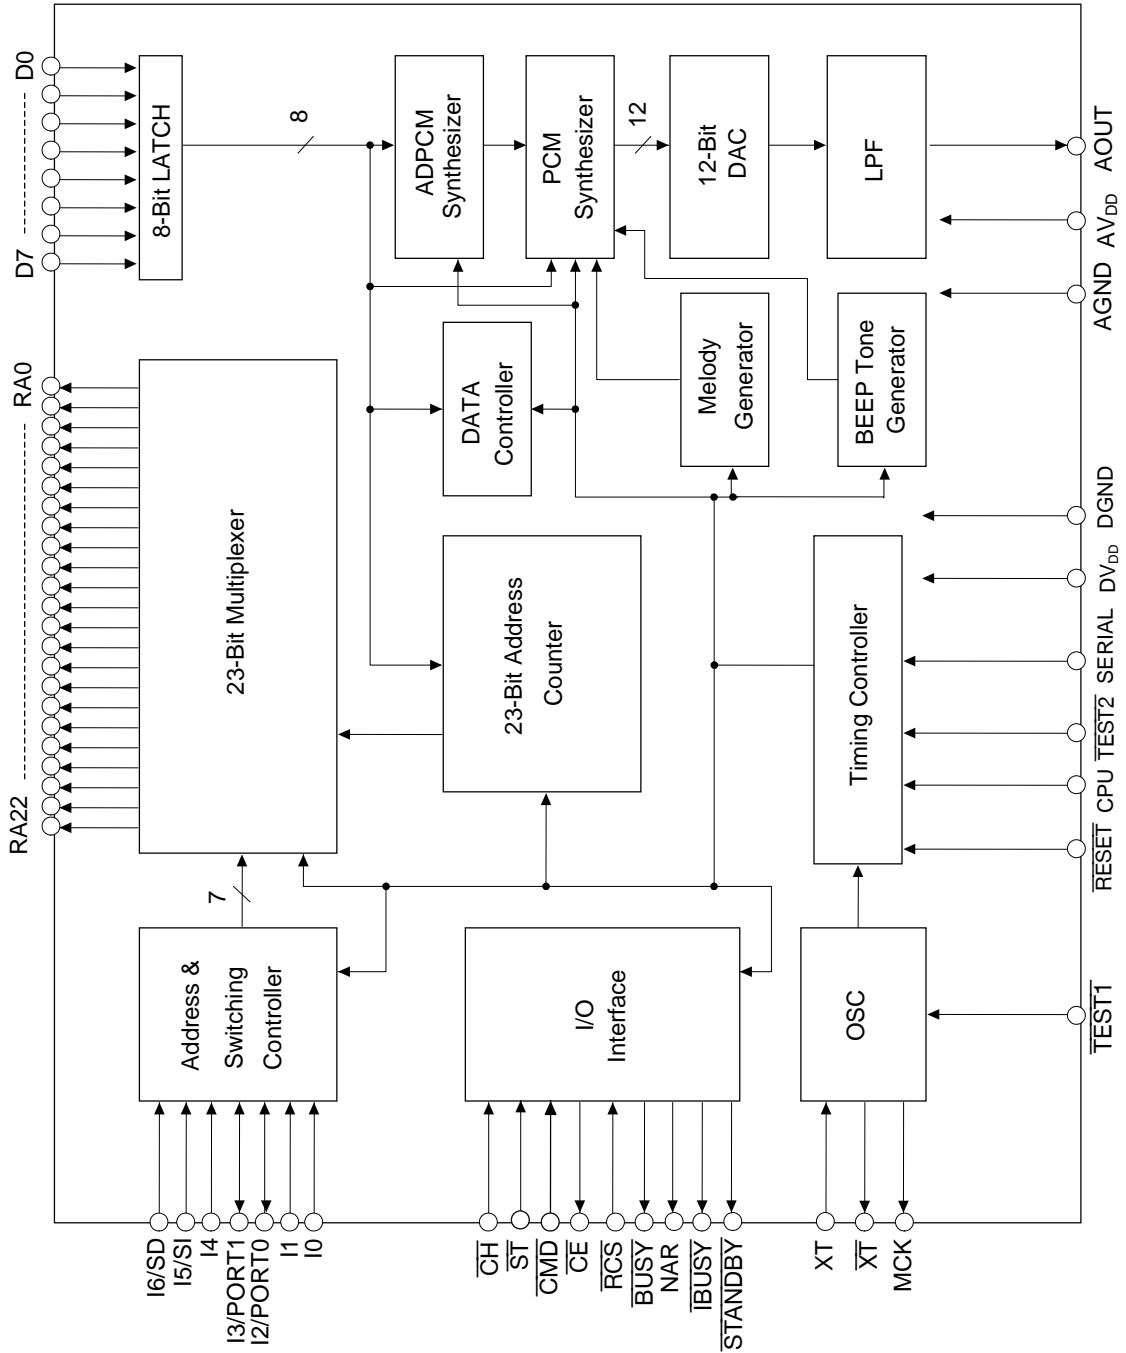 D0
D7
8-Bit LATCH
8
ADPCM
Synthesizer
PCM
Synthesizer
12
12-Bit
DAC
LPF
AOUT
AVDD
AGND
RA0
RA22
23-Bit Multiplexer
DATA
Controller
Melody
Generator
BEEP Tone
Generator
23-Bit Address
Counter
Timing Controller
DGND
DVDD
SERIAL
TEST2
CPU
RESET
7
Address &
Switching
Controller
I/O
Interface
OSC
TEST1
I6/SD
I5/SI
I4
I3/PORT1
I2/PORT0
I1
I0
CH
ST
CMD
CE
RCS
BUSY
NAR
IBUSY
STANDBY
XT
XT
MCK